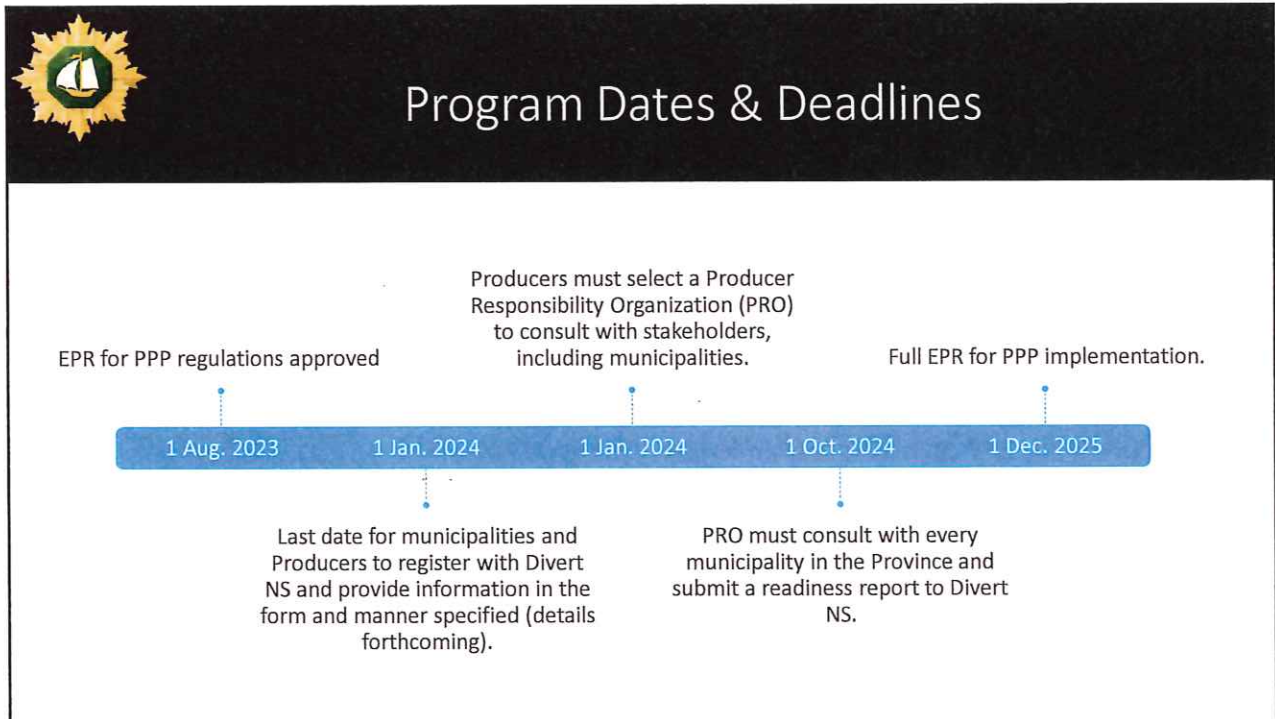 Program Dates & Deadlines
Producers must select a Producer
Responsibility Organization (PRO)
to consult with stakeholders,
including municipalities.
EPR for PPP regulations approved
Full EPR for PPP implementation.
1 Aug. 2023
1 Jan. 2024
1 Jan. 2024
1 Oct. 2024
1 Dec. 2025
Last date for municipalities and
Producers to register with Divert
NS and provide information in the
form and manner specified (details
forthcoming).
PRO must consult with every
municipality in the Province and
submit a readiness report to Divert
NS.